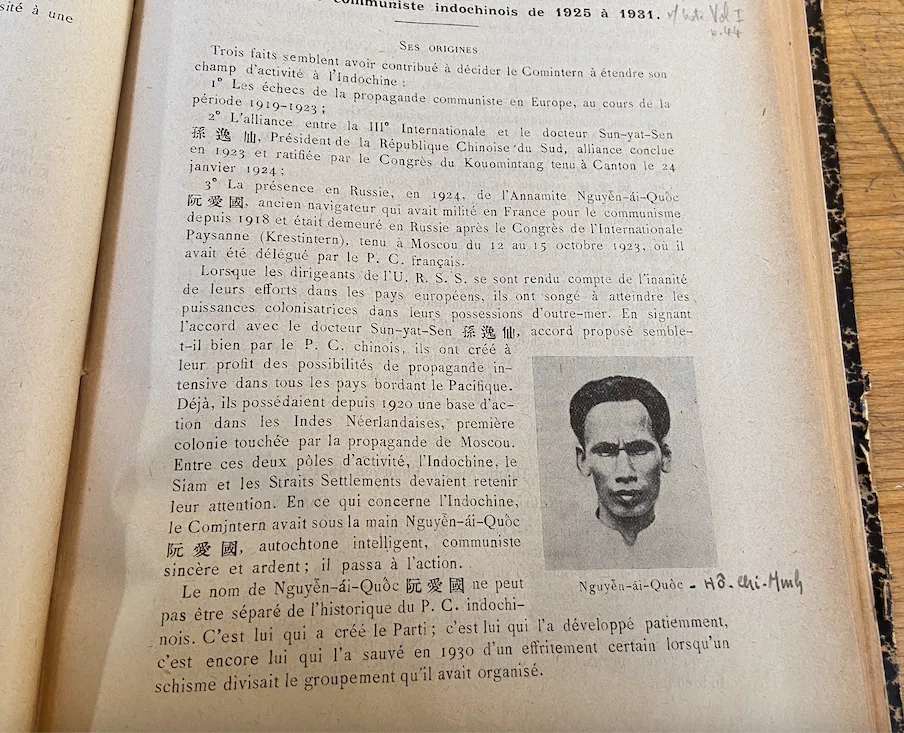 sité à une
communiste indochinois de 1925 à 1931.
Vol I
SES ORIGINES
Trois faits semblent avoir contribué à décider le Comintern à étendre son
champ d'activité à l'Indochine :
1° Les échecs de la propagande communiste en Europe, au cours de la
période 1919-1923 ;
2° L'alliance entre la III° Internationale et le docteur Sun-yat-Sen
孫逸仙, Président de la République Chinoise du Sud, alliance conclue
en 1923 et ratifiée par le Congrès du Kouomintang tenu à Canton le 24
janvier 1924 ;
3° La présence en Russie, en 1924, de l'Annamite Nguyễn-ái-Quôc
阮愛國, ancien navigateur qui avait milité en France pour le communisme
depuis 1918 et était demeuré en Russie après le Congrès de l'Internationale
Paysanne (Krestintern), tenu à Moscou du 12 au 15 octobre 1923, où il
avait été délégué par le P. C. français.
Lorsque les dirigeants de l'U. R. S. S. se sont rendu compte de l'inanité
de leurs efforts dans les pays européens, ils ont songé à atteindre les
puissances colonisatrices dans leurs possessions d'outre-mer. En signant
l'accord avec le docteur Sun-yat-Sen 孫逸仙, accord proposé semble-
t-il bien par le P. C. chinois, ils ont créé à
leur profit des possibilités de propagande in-
tensive dans tous les pays bordant le Pacifique.
Déjà, ils possédaient depuis 1920 une base d'ac-
tion dans les Indes Néerlandaises, première
colonie touchée par la propagande de Moscou.
Entre ces deux pôles d'activité, l'Indochine, le
Siam et les Straits Settlements devaient retenir
leur attention. En ce qui concerne l'Indochine,
le Comintern avait sous la main Nguyễn-ái-Quôc
阮愛國, autochtone intelligent, communiste
sincère et ardent ; il passa à l'action.
Nguyễn-ái-Quôc - Hồ-Chi-Minh
Le nom de Nguyễn-ái-Quôc 阮愛國 ne peut
pas être séparé de l'historique du P. C. indochi-
nois. C'est lui qui a créé le Parti ; c'est lui qui l'a développé patiemment,
c'est encore lui qui l'a sauvé en 1930 d'un effritement certain lorsqu'un
schisme divisait le groupement qu'il avait organisé.